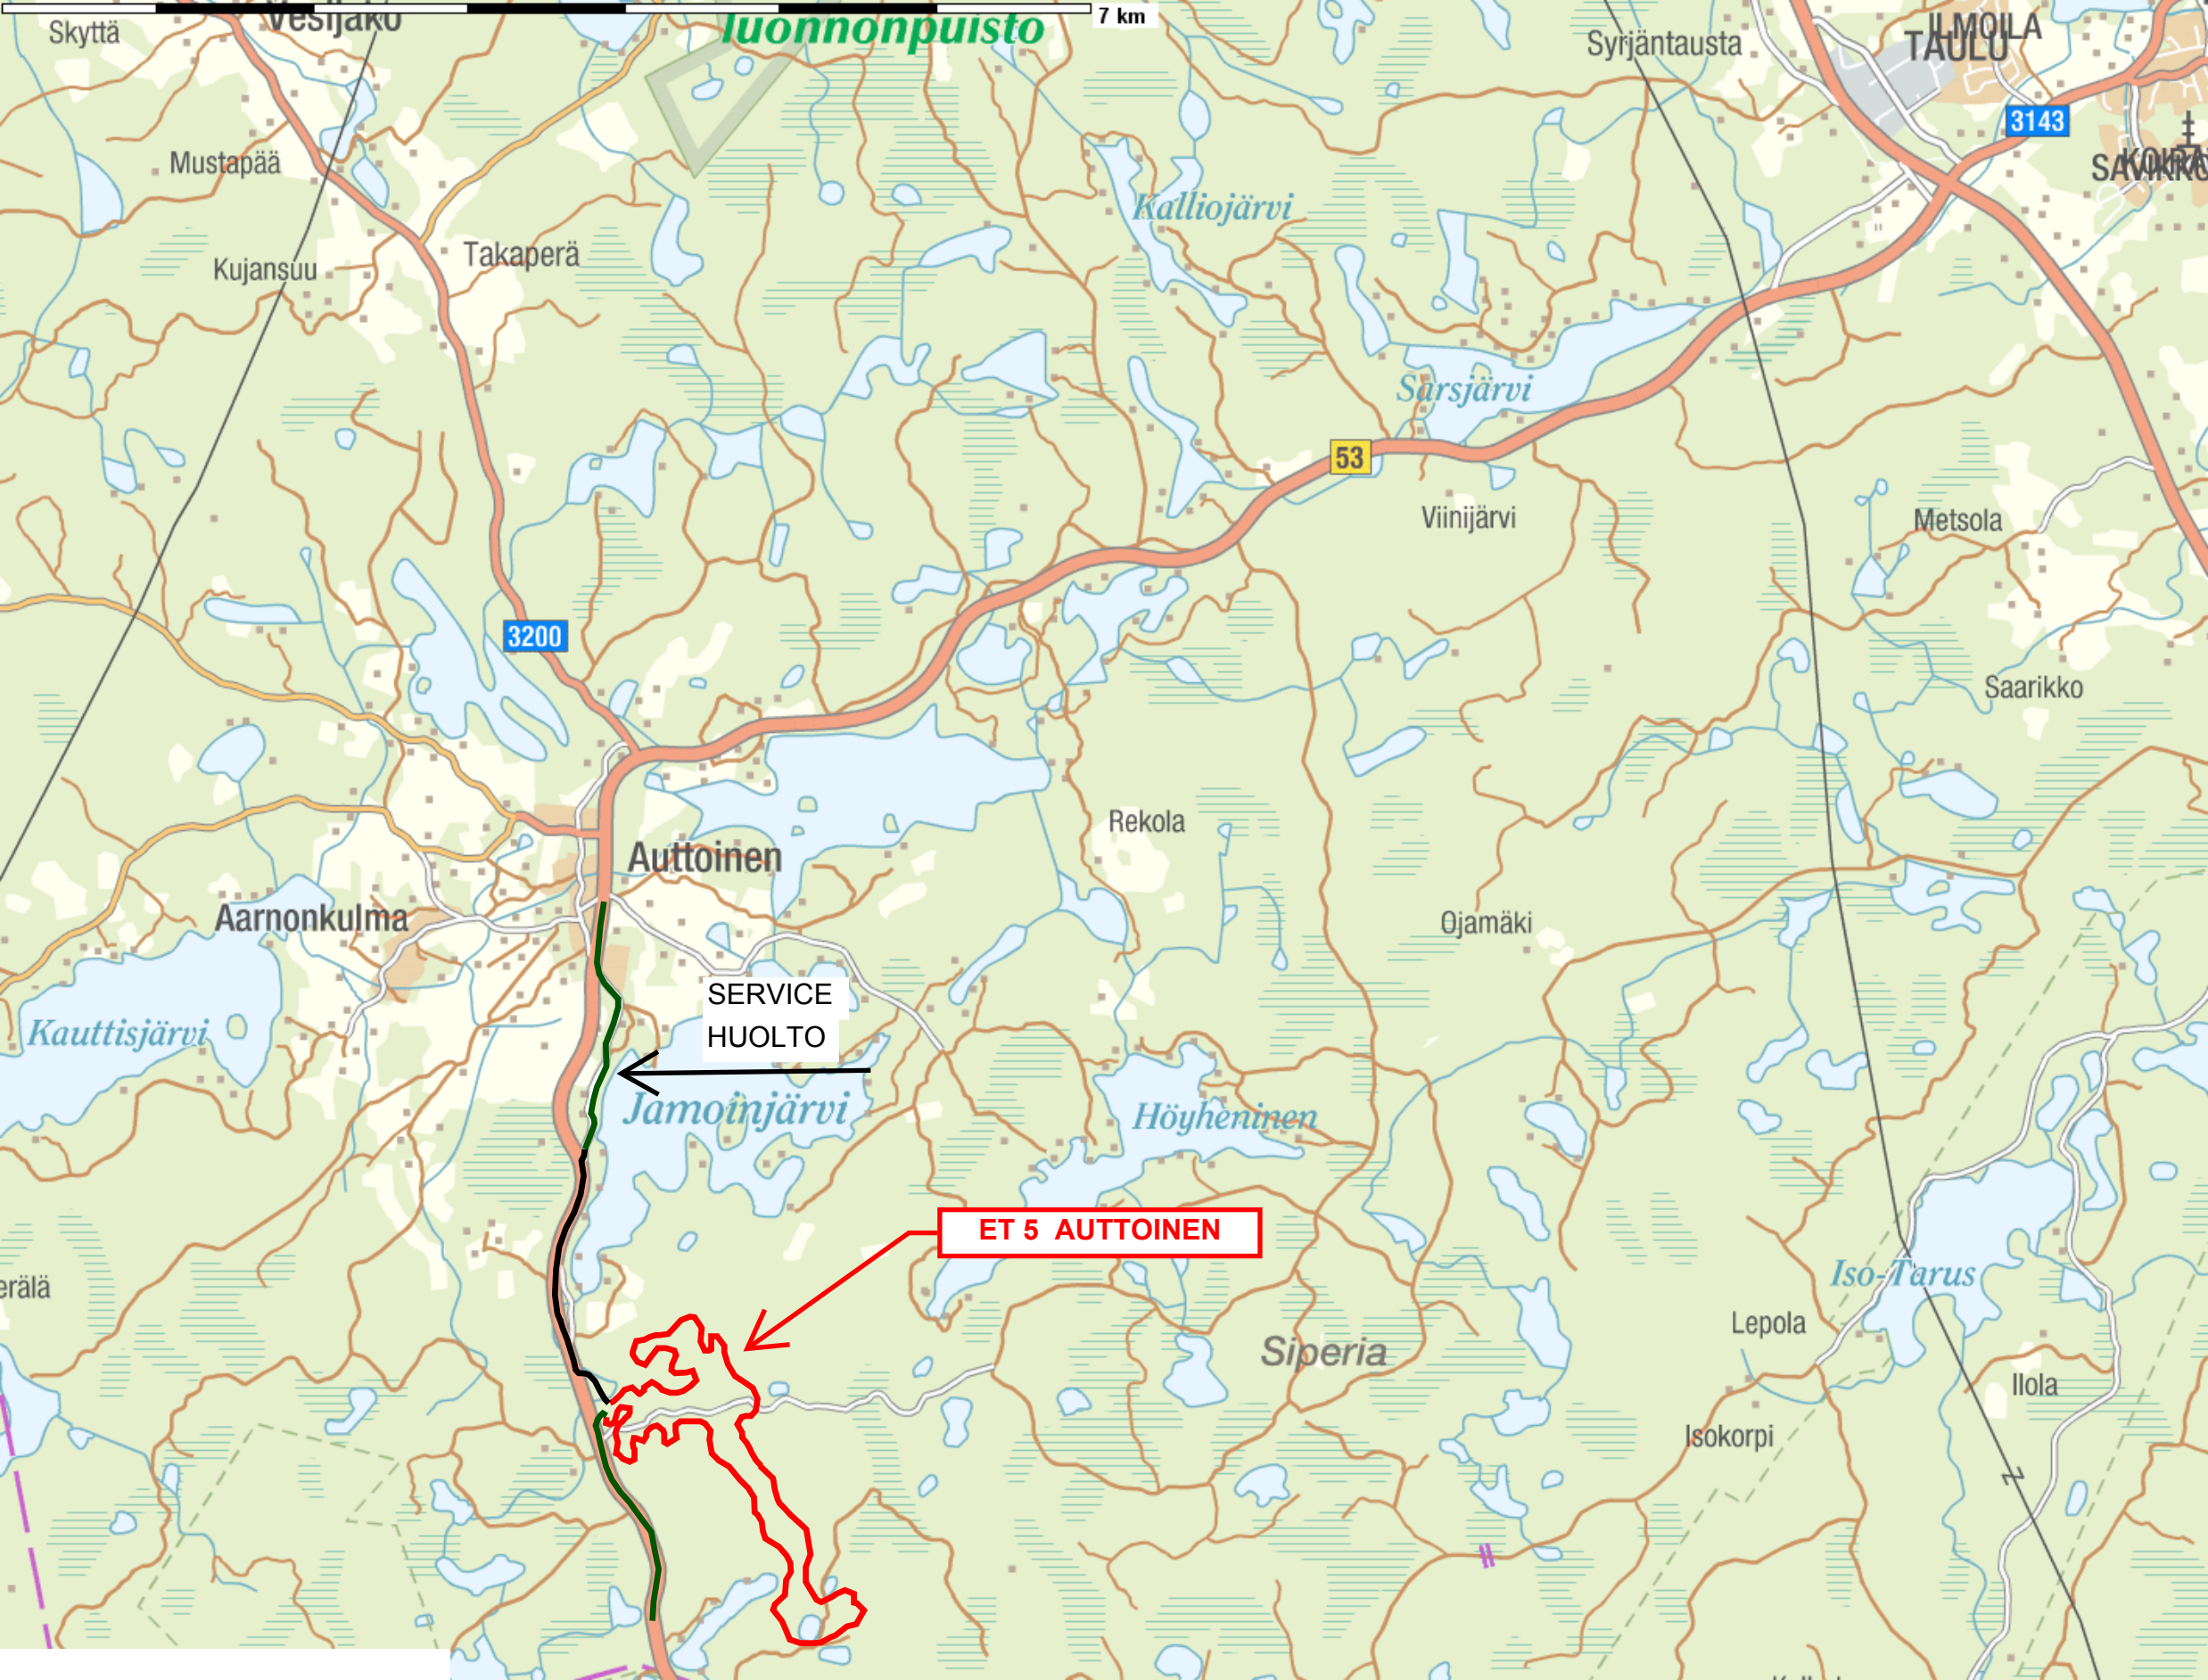 7 km
Skyttä
Vesijako
luonnonpuisto
Syrjäntausta
ILMOILA
TAULU
3143
Mustapää
Kalliojärvi
Takaperä
Kujansuu
Sarsjärvi
53
Viinijärvi
Metsola
3200
Saarikko
Rekola
Auttoinen
Aarnonkulma
Ojamäki
SERVICE
HUOLTO
Kauttisjärvi
Jamoinjärvi
Höyheninen
ET 5 AUTTOINEN
Iso-Tarus
erälä
Lepola
Siperia
Ilola
Isokorpi